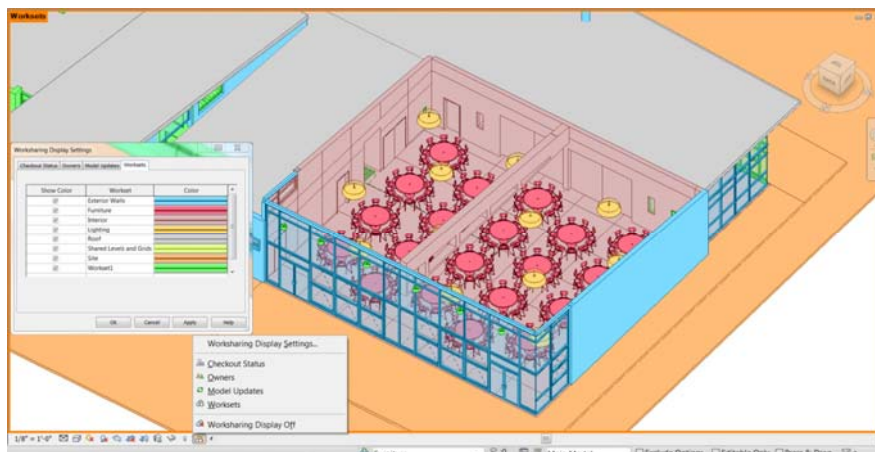 Worksets
Worksharing Display Settings
Checkout Status Owners Model Updates Worksets
Show Color Workset Color
Exterior Walls
Furniture
Interior
Lighting
Roof
Shared Levels and Grids
Site
Workset1
OK Cancel Apply Help
Worksharing Display Settings...
Checkout Status
Owners
Model Updates
Worksets
Worksharing Display Off
1/8" = 1'-0"